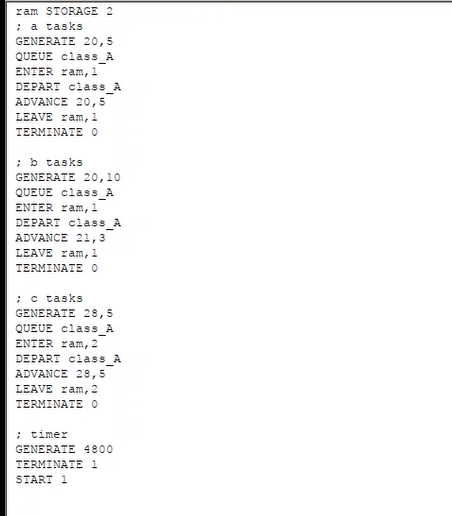 ram STORAGE 2
; a tasks
GENERATE 20,5
QUEUE class_A
ENTER ram,1
DEPART class_A
ADVANCE 20,5
LEAVE ram,1
TERMINATE 0
; b tasks
GENERATE 20,10
QUEUE class_A
ENTER ram,1
DEPART class_A
ADVANCE 21,3
LEAVE ram,1
TERMINATE 0
; c tasks
GENERATE 28,5
QUEUE class_A
ENTER ram,2
DEPART class_A
ADVANCE 28,5
LEAVE ram,2
TERMINATE 0
; timer
GENERATE 4800
TERMINATE 1
START 1